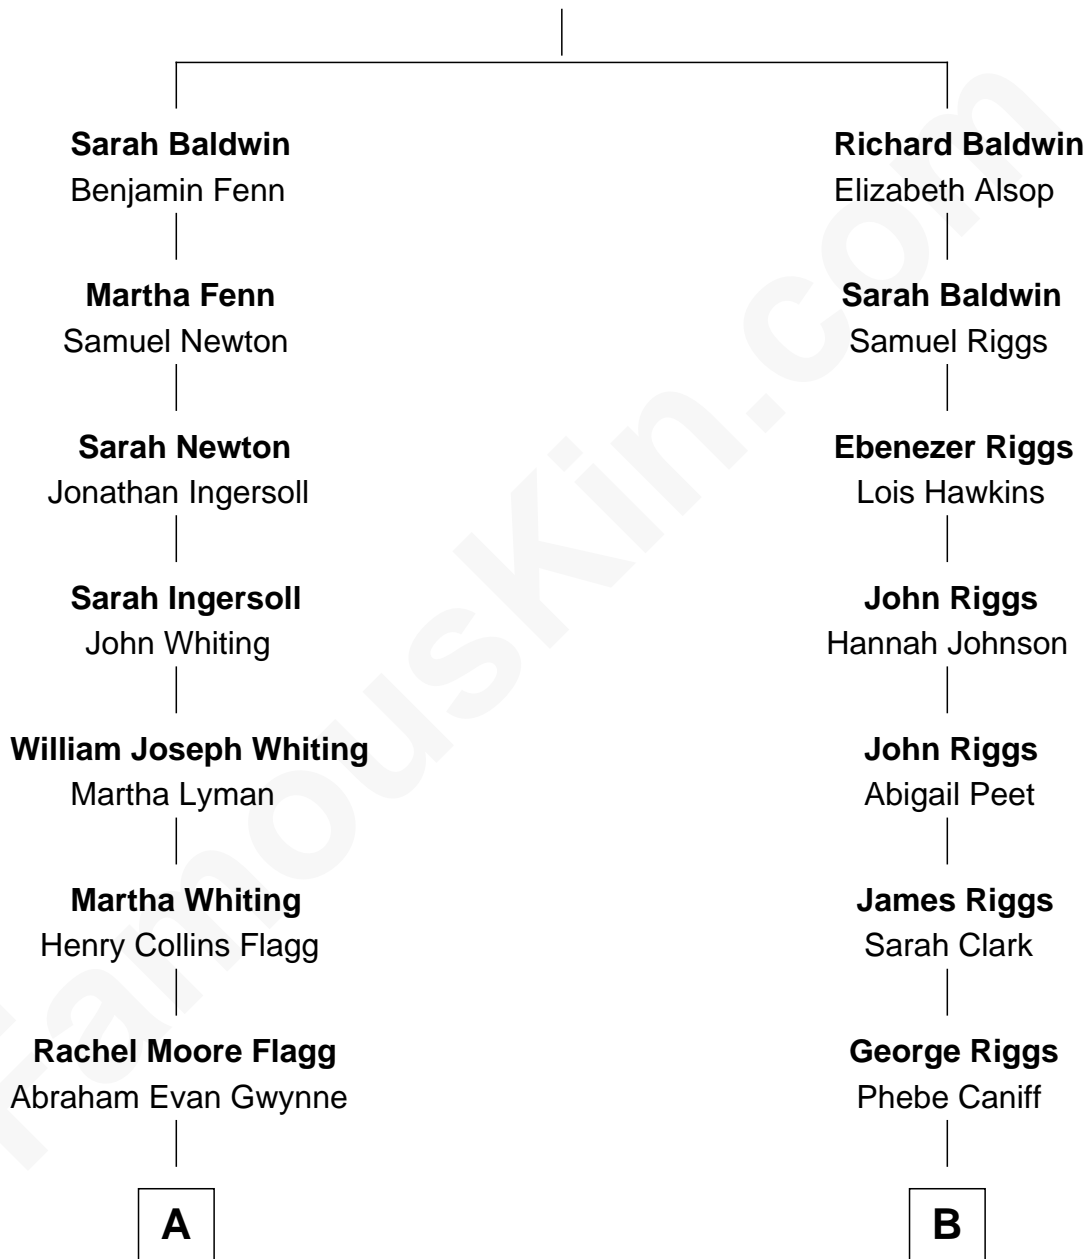 Sarah Baldwin
Benjamin Fenn
Martha Fenn
Samuel Newton
Sarah Newton
Jonathan Ingersoll
Sarah Ingersoll
John Whiting
William Joseph Whiting
Martha Lyman
Martha Whiting
Henry Collins Flagg
Rachel Moore Flagg
Abraham Evan Gwynne
A
Richard Baldwin
Elizabeth Alsop
Sarah Baldwin
Samuel Riggs
Ebenezer Riggs
Lois Hawkins
John Riggs
Hannah Johnson
John Riggs
Abigail Peet
James Riggs
Sarah Clark
George Riggs
Phebe Caniff
B
FamousKin.com